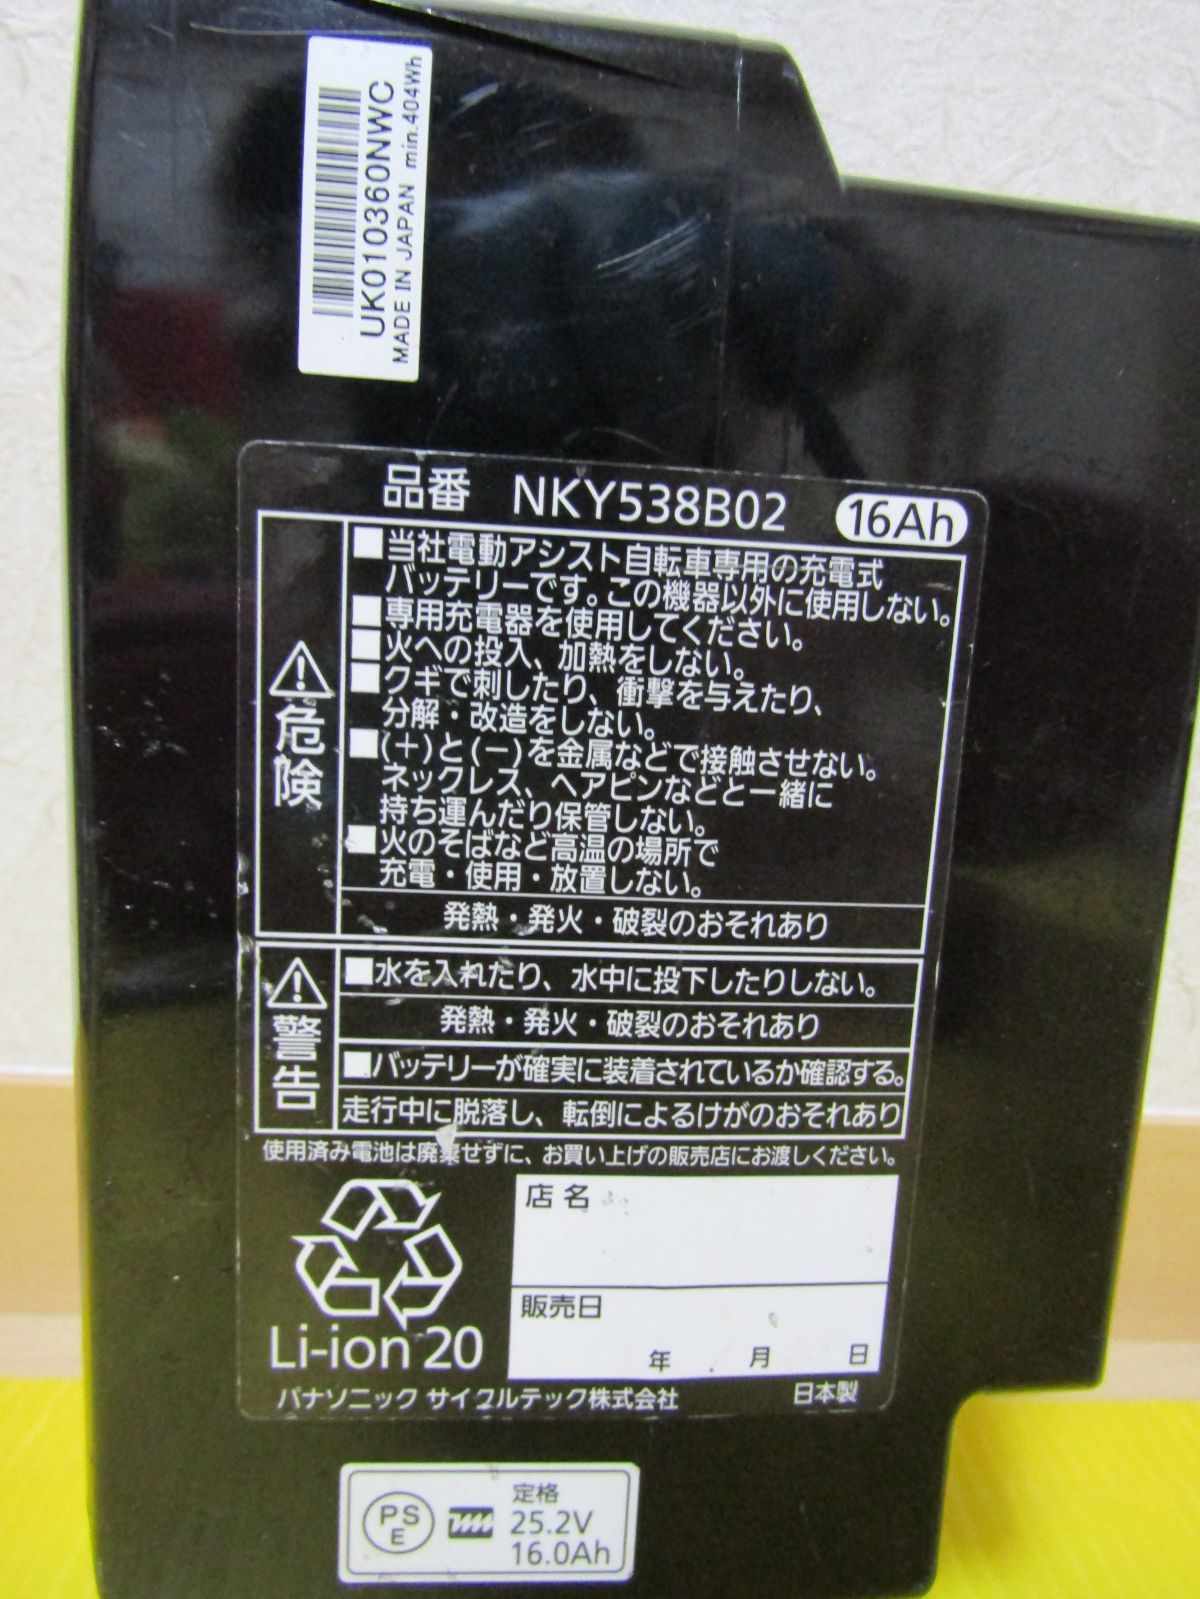 UK010360NWC
MADE IN JAPAN min.404Wh
品番 NKY538B02 16Ah
危険
■当社電動アシスト自転車専用の充電式
バッテリーです。この機器以外に使用しない。
■専用充電器を使用してください。
■火への投入、加熱をしない。
■クギで刺したり、衝撃を与えたり、
分解・改造をしない。
■(+)と(−)を金属などで接触させない。
ネックレス、ヘアピンなどと一緒に
持ち運んだり保管しない。
■火のそばなど高温の場所で
充電・使用・放置しない。
発熱・発火・破裂のおそれあり
警告
■水を入れたり、水中に投下したりしない。
発熱・発火・破裂のおそれあり
■バッテリーが確実に装着されているか確認する。
走行中に脱落し、転倒によるけがのおそれあり
使用済み電池は廃棄せずに、お買い上げの販売店にお渡しください。
店名
販売日
年 月 日
Li-ion 20
パナソニック サイクルテック株式会社 日本製
PS
E
定格
25.2V
16.0Ah